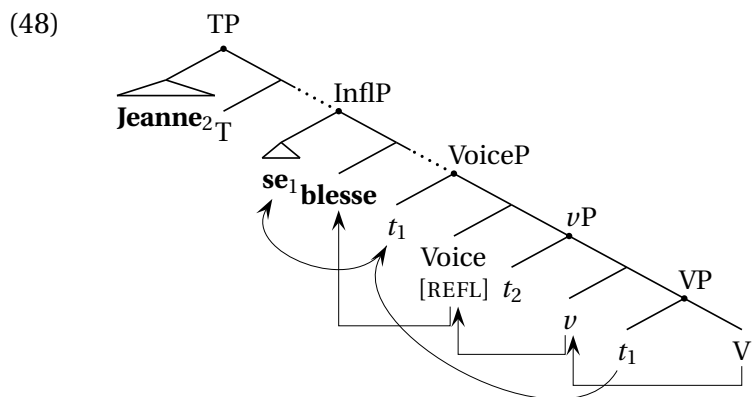 (48)
TP
Jeanne₂ T
InflP
se₁ blesse
VoiceP
t₁
Voice
[REFL]
vP
t₂
v
VP
t₁
V